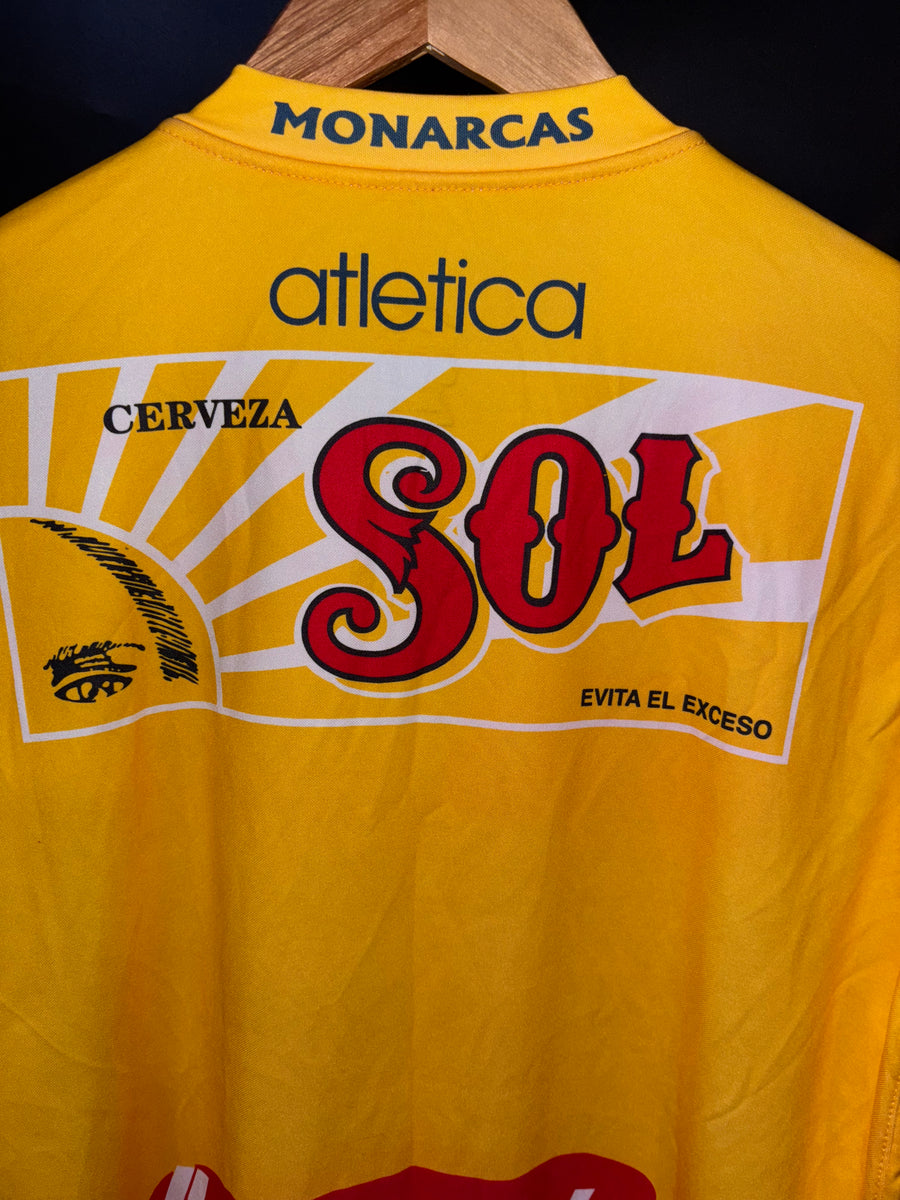 MONARCAS
atletica
CERVEZA
SOL
EVITA EL EXCESO